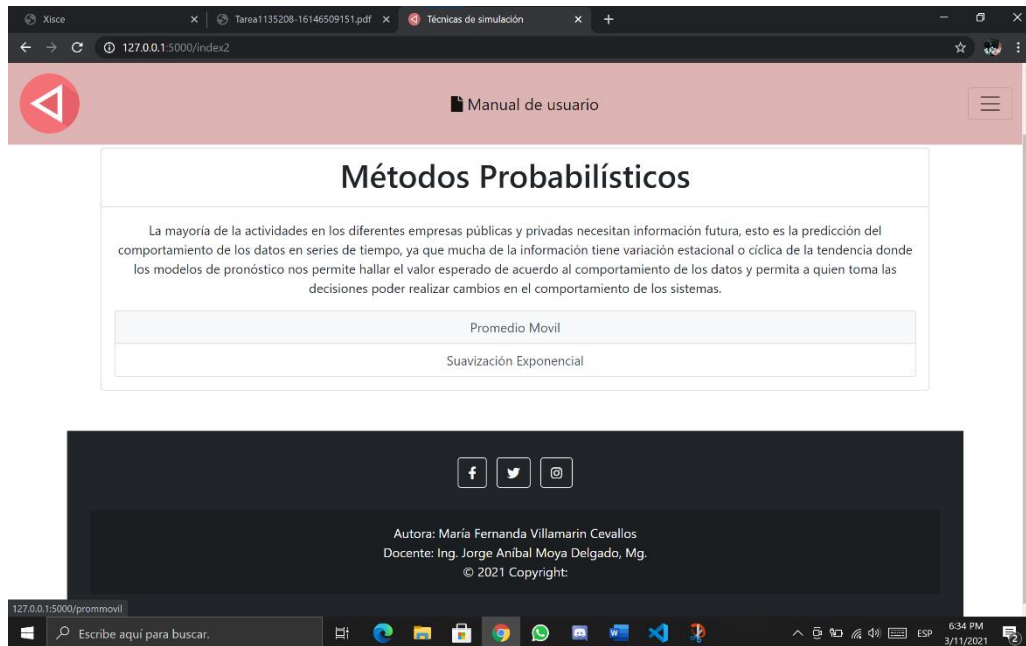 Xisce
Tarea1135208-16146509151.pdf
Técnicas de simulación
127.0.0.1:5000/index2
Manual de usuario
Métodos Probabilísticos
La mayoría de la actividades en los diferentes empresas públicas y privadas necesitan información futura, esto es la predicción del
comportamiento de los datos en series de tiempo, ya que mucha de la información tiene variación estacional o cíclica de la tendencia donde
los modelos de pronóstico nos permite hallar el valor esperado de acuerdo al comportamiento de los datos y permita a quien toma las
decisiones poder realizar cambios en el comportamiento de los sistemas.
Promedio Movil
Suavización Exponencial
Autora: María Fernanda Villamarin Cevallos
Docente: Ing. Jorge Aníbal Moya Delgado, Mg.
© 2021 Copyright:
127.0.0.1:5000/prommovil
Escribe aquí para buscar.
ESP
6:34 PM
3/11/2021
2